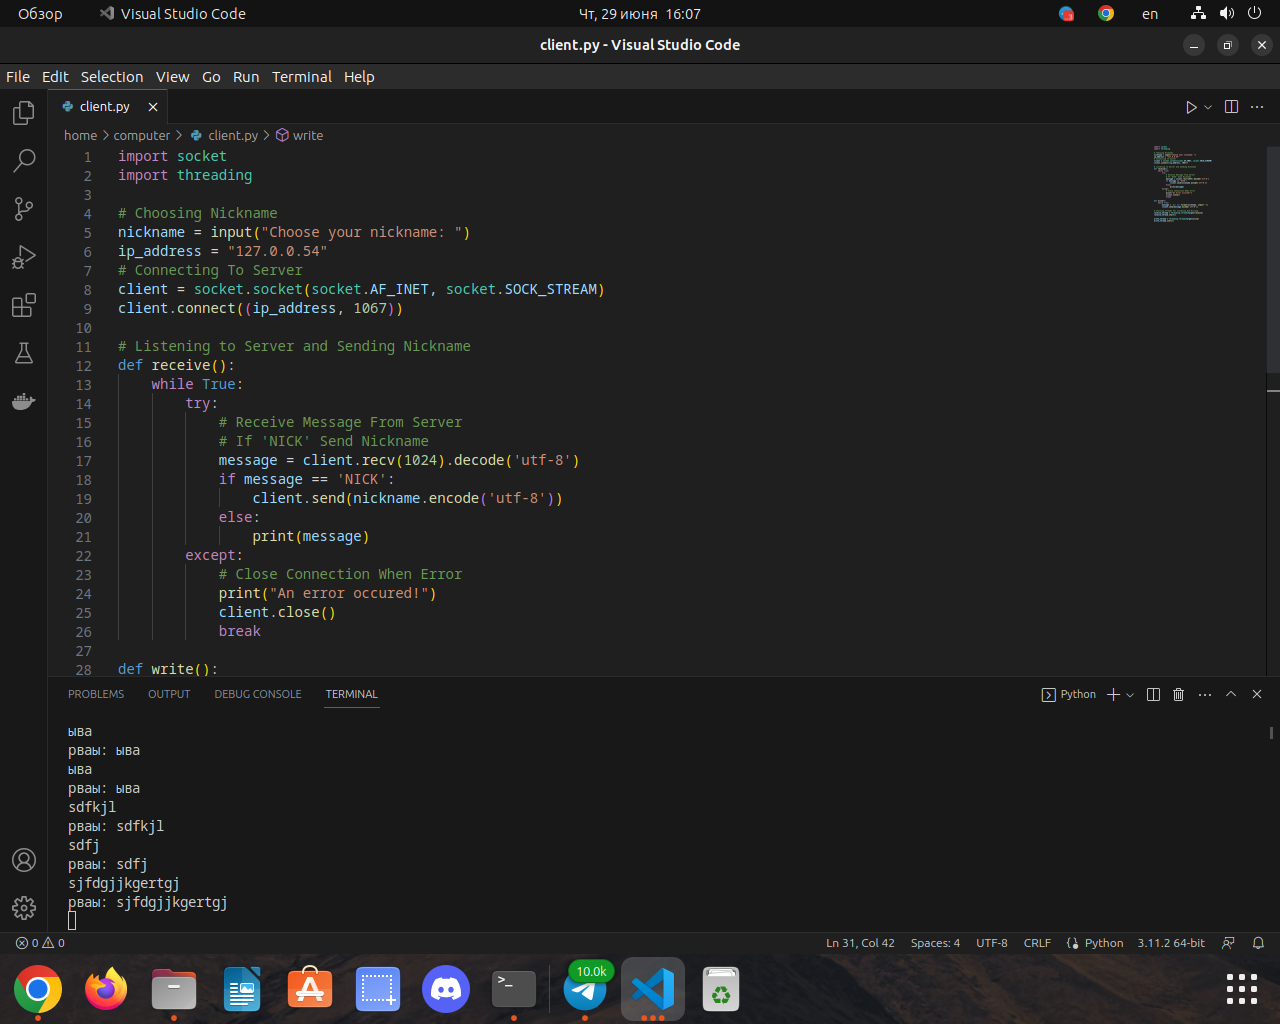 Обзор Visual Studio Code Чт, 29 июня 16:07 en
client.py - Visual Studio Code
File Edit Selection View Go Run Terminal Help
client.py
home > computer > client.py > write
1 import socket
2 import threading
3
4 # Choosing Nickname
5 nickname = input("Choose your nickname: ")
6 ip_address = "127.0.0.54"
7 # Connecting To Server
8 client = socket.socket(socket.AF_INET, socket.SOCK_STREAM)
9 client.connect((ip_address, 1067))
10
11 # Listening to Server and Sending Nickname
12 def receive():
13 while True:
14 try:
15 # Receive Message From Server
16 # If 'NICK' Send Nickname
17 message = client.recv(1024).decode('utf-8')
18 if message == 'NICK':
19 client.send(nickname.encode('utf-8'))
20 else:
21 print(message)
22 except:
23 # Close Connection When Error
24 print("An error occured!")
25 client.close()
26 break
27
28 def write():
PROBLEMS OUTPUT DEBUG CONSOLE TERMINAL Python
ыва
рваы: ыва
ыва
рваы: ыва
sdfkjl
рваы: sdfkjl
sdfj
рваы: sdfj
sjfdgjjkgertgj
рваы: sjfdgjjkgertgj
0 0 Ln 31, Col 42 Spaces: 4 UTF-8 CRLF Python 3.11.2 64-bit
10.0k